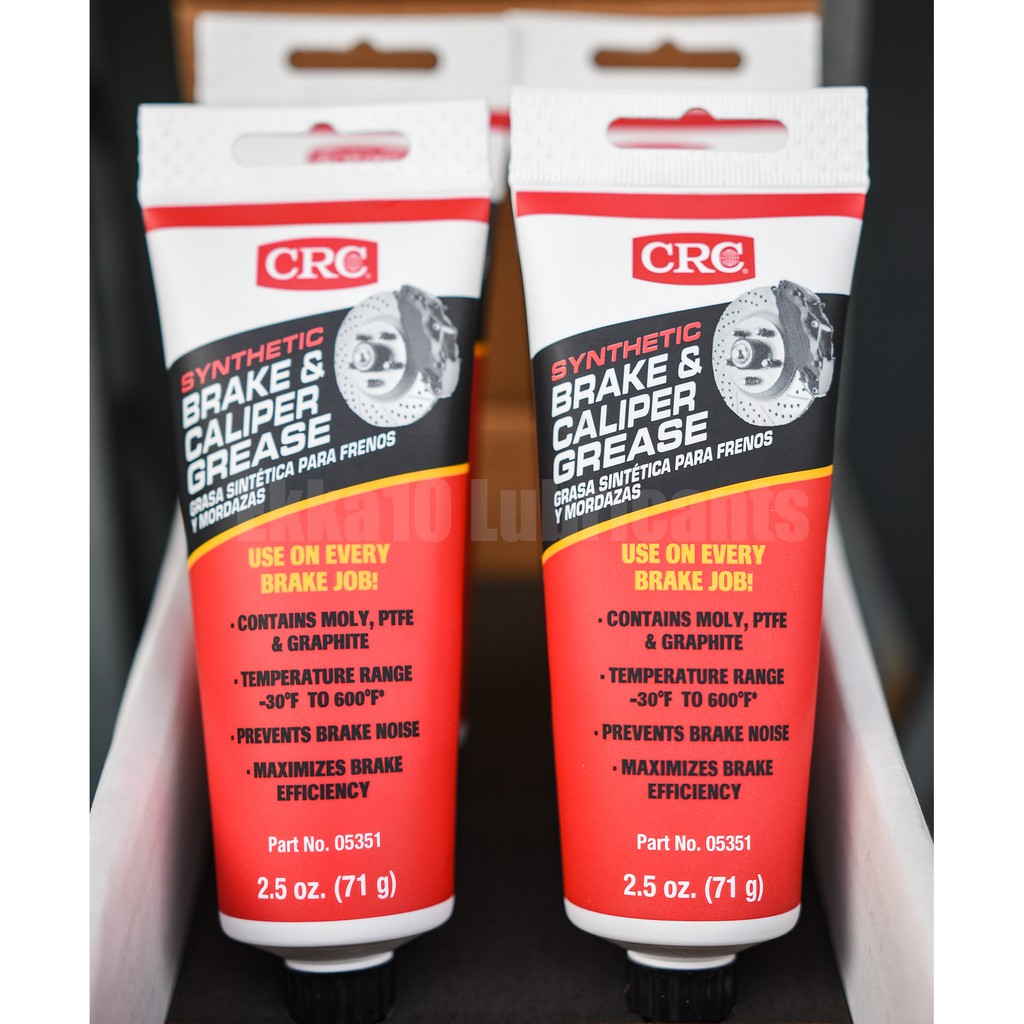 CRC
SYNTHETIC
BRAKE &
CALIPER
GREASE
GRASA SINTÉTICA PARA FRENOS
Y MORDAZAS
USE ON EVERY
BRAKE JOB!
• CONTAINS MOLY, PTFE
& GRAPHITE
• TEMPERATURE RANGE
-30°F TO 600°F*
• PREVENTS BRAKE NOISE
• MAXIMIZES BRAKE
EFFICIENCY
Part No. 05351
2.5 oz. (71 g)
CRC
SYNTHETIC
BRAKE &
CALIPER
GREASE
GRASA SINTÉTICA PARA FRENOS
Y MORDAZAS
USE ON EVERY
BRAKE JOB!
• CONTAINS MOLY, PTFE
& GRAPHITE
• TEMPERATURE RANGE
-30°F TO 600°F*
• PREVENTS BRAKE NOISE
• MAXIMIZES BRAKE
EFFICIENCY
Part No. 05351
2.5 oz. (71 g)
Lubricants